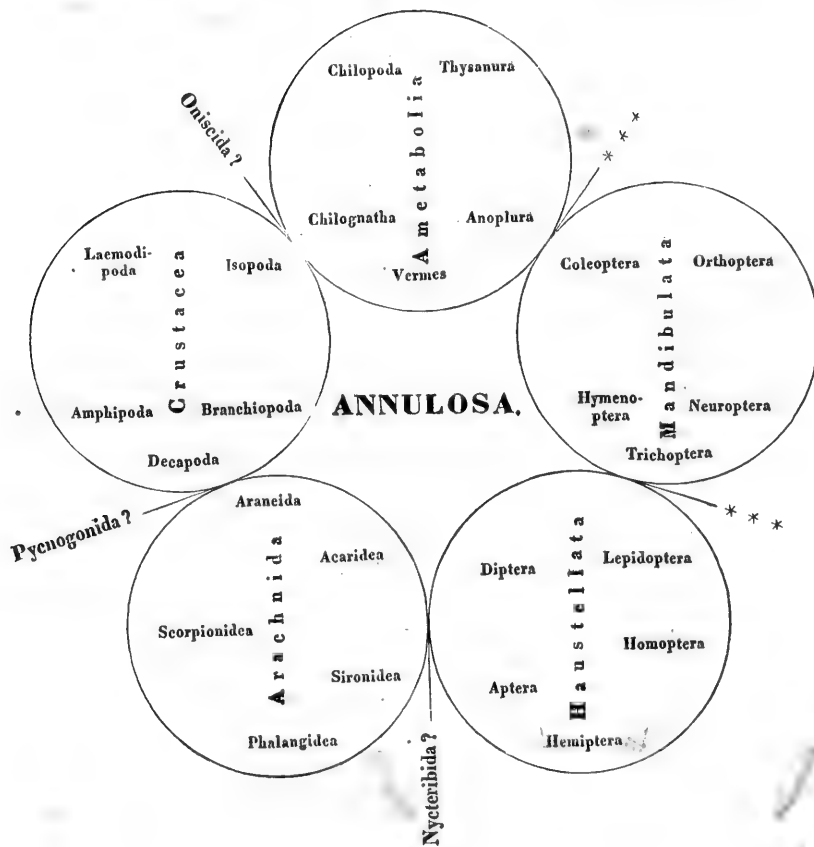 Chilopoda
Thysanura
Ametabolia
Chilognatha
Anoplura
Vermes
Oniscida?
* * *
Laemodi-
poda
Isopoda
Crustacea
Amphipoda
Branchiopoda
Decapoda
ANNULOSA.
Coleoptera
Orthoptera
Mandibulata
Hymeno-
ptera
Neuroptera
Trichoptera
* * *
Pycnogonida?
Araneida
Acaridea
Arachnida
Scorpionidea
Sironidea
Phalangidea
Nycteribida?
Diptera
Lepidoptera
Haustellata
Homoptera
Aptera
Hemiptera